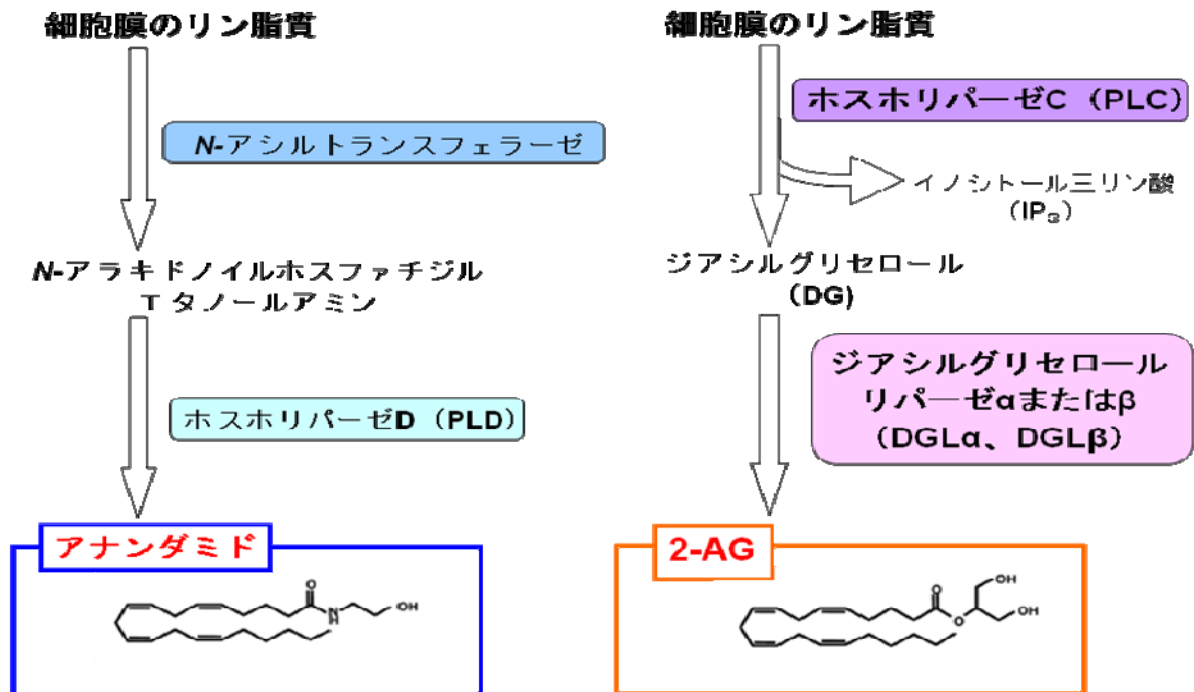 細胞膜のリン脂質
N-アシルトランスフェラーゼ
N-アラキドノイルホスファチジル
エタノールアミン
ホスホリパーゼD（PLD）
アナンダミド
O
N
H
OH
細胞膜のリン脂質
ホスホリパーゼC（PLC）
イノシトール三リン酸
（IP₃）
ジアシルグリセロール
（DG)
ジアシルグリセロール
リパーゼαまたはβ
（DGLα、DGLβ）
2-AG
O
O
OH
OH